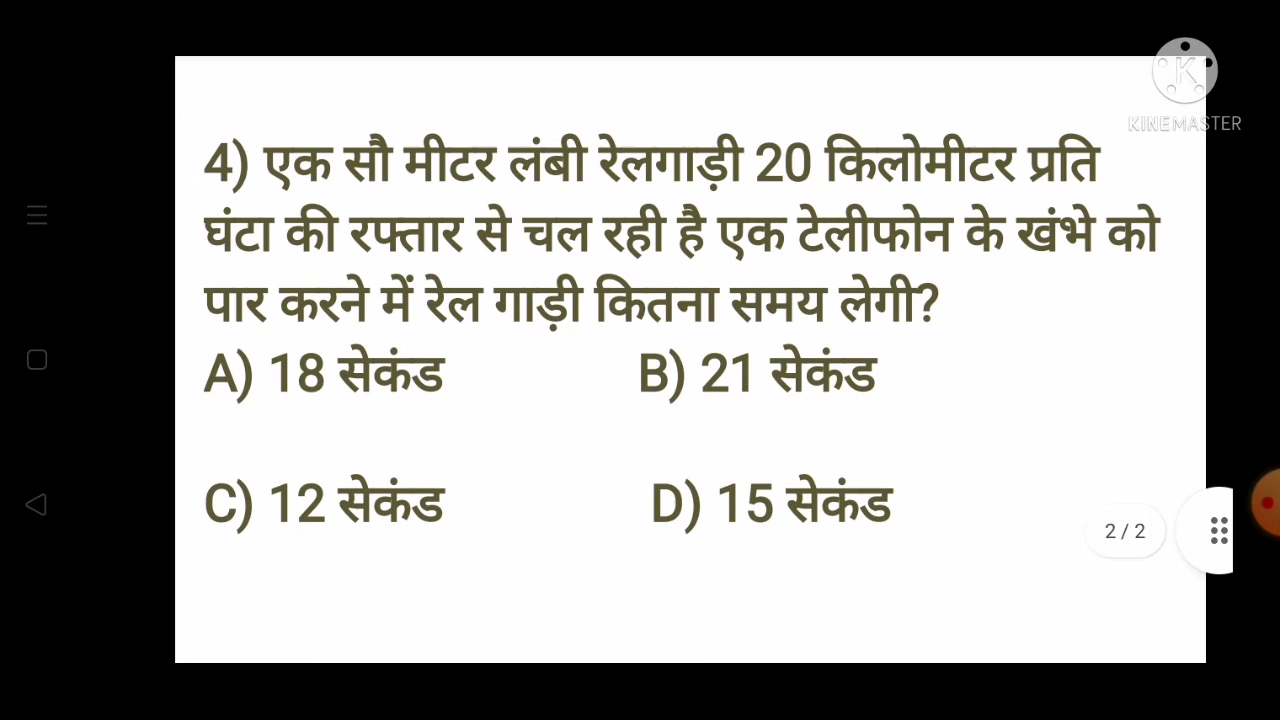 KINEMASTER
4) एक सौ मीटर लंबी रेलगाड़ी 20 किलोमीटर प्रति
घंटा की रफ्तार से चल रही है एक टेलीफोन के खंभे को
पार करने में रेल गाड़ी कितना समय लेगी?
A) 18 सेकंड B) 21 सेकंड
C) 12 सेकंड D) 15 सेकंड
2 / 2